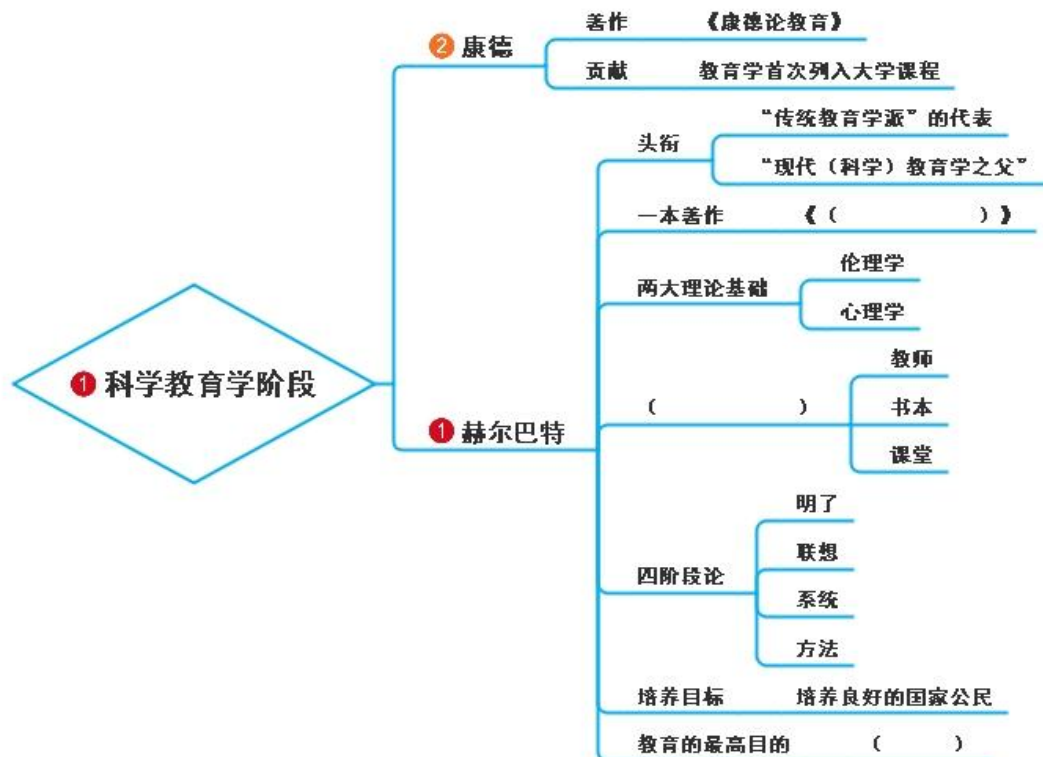 ② 康德
著作 《康德论教育》
贡献 教育学首次列入大学课程
① 科学教育学阶段
① 赫尔巴特
头衔
“传统教育学派”的代表
“现代（科学）教育学之父”
一本著作 《（ ）》
两大理论基础
伦理学
心理学
（ ）
教师
书本
课堂
四阶段论
明了
联想
系统
方法
培养目标 培养良好的国家公民
教育的最高目的 （ ）